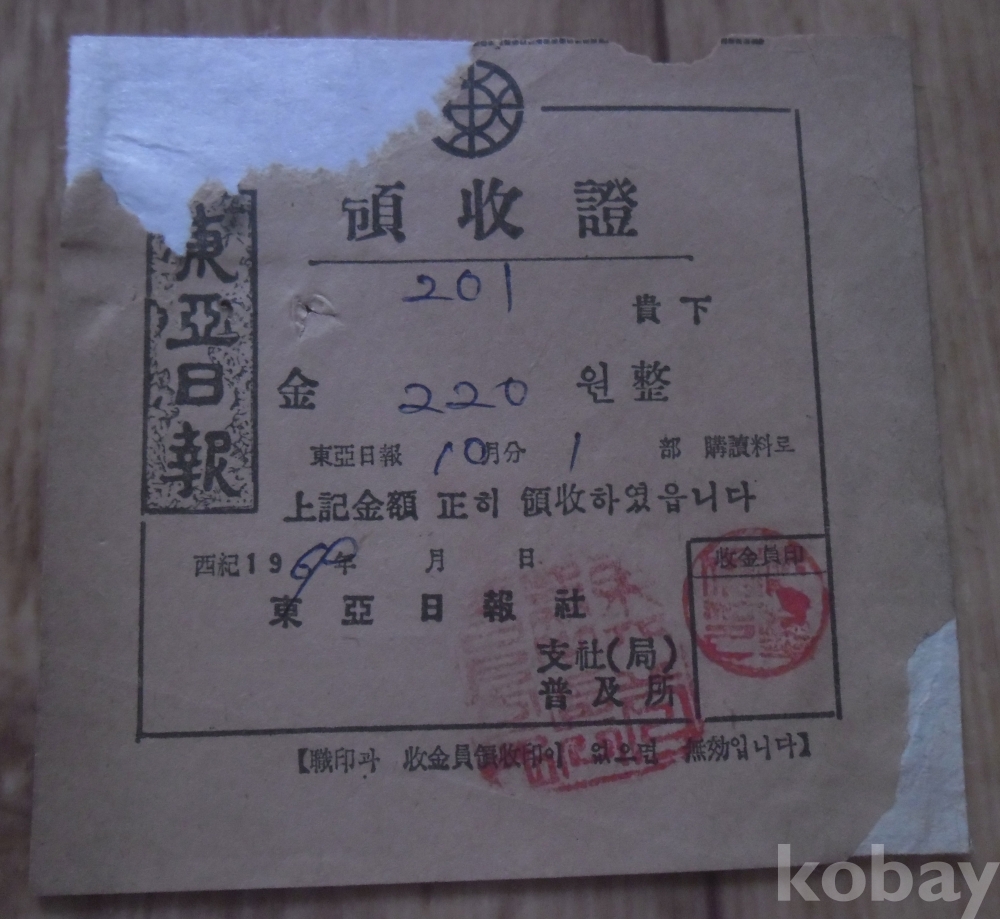 東亞日報
領收證
201 貴下
金 220 원整
東亞日報 10月分 1 部 購讀料로
上記金額 正히 領收하였읍니다
西紀1969年 月 日
收金員印
東亞日報社
支社(局)
普及所
【職印과 收金員領收印이 없으면 無効입니다】
kobay